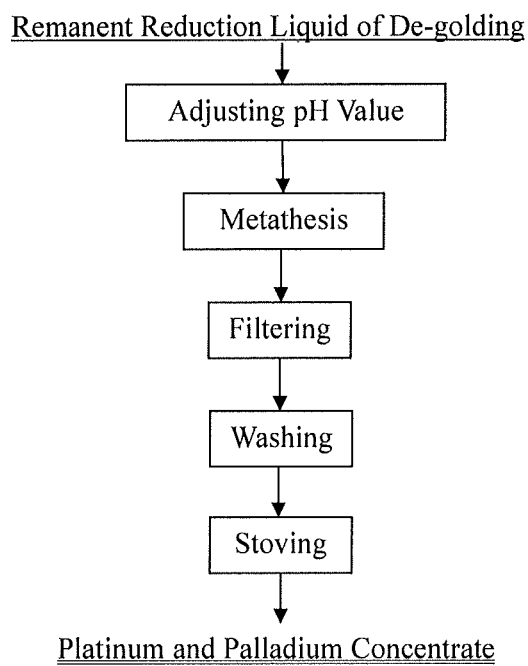 Remanent Reduction Liquid of De-golding
Adjusting pH Value
Metathesis
Filtering
Washing
Stoving
Platinum and Palladium Concentrate